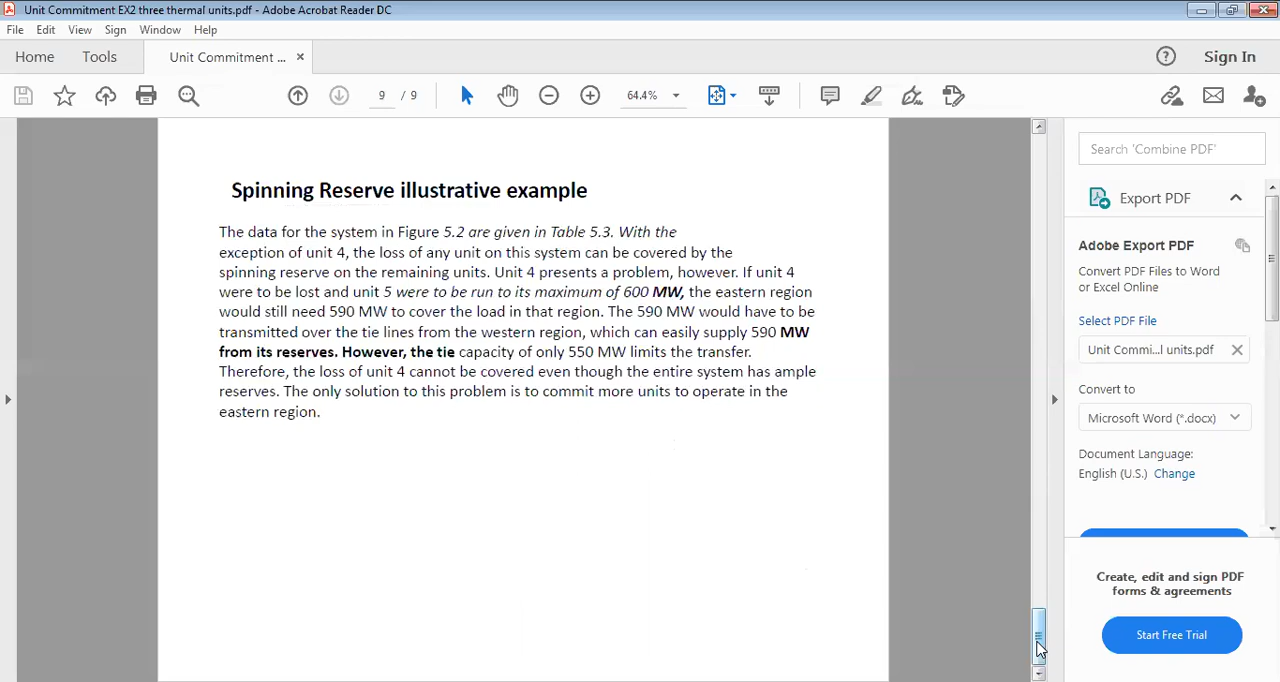 Unit Commitment EX2 three thermal units.pdf - Adobe Acrobat Reader DC
File Edit View Sign Window Help
Home Tools Unit Commitment ... × Sign In
9 / 9 64.4%
Spinning Reserve illustrative example
The data for the system in Figure 5.2 are given in Table 5.3. With the
exception of unit 4, the loss of any unit on this system can be covered by the
spinning reserve on the remaining units. Unit 4 presents a problem, however. If unit 4
were to be lost and unit 5 were to be run to its maximum of 600 MW, the eastern region
would still need 590 MW to cover the load in that region. The 590 MW would have to be
transmitted over the tie lines from the western region, which can easily supply 590 MW
from its reserves. However, the tie capacity of only 550 MW limits the transfer.
Therefore, the loss of unit 4 cannot be covered even though the entire system has ample
reserves. The only solution to this problem is to commit more units to operate in the
eastern region.
Search 'Combine PDF'
Export PDF
Adobe Export PDF
Convert PDF Files to Word
or Excel Online
Select PDF File
Unit Commi...l units.pdf
Convert to
Microsoft Word (*.docx)
Document Language:
English (U.S.) Change
Create, edit and sign PDF
forms & agreements
Start Free Trial